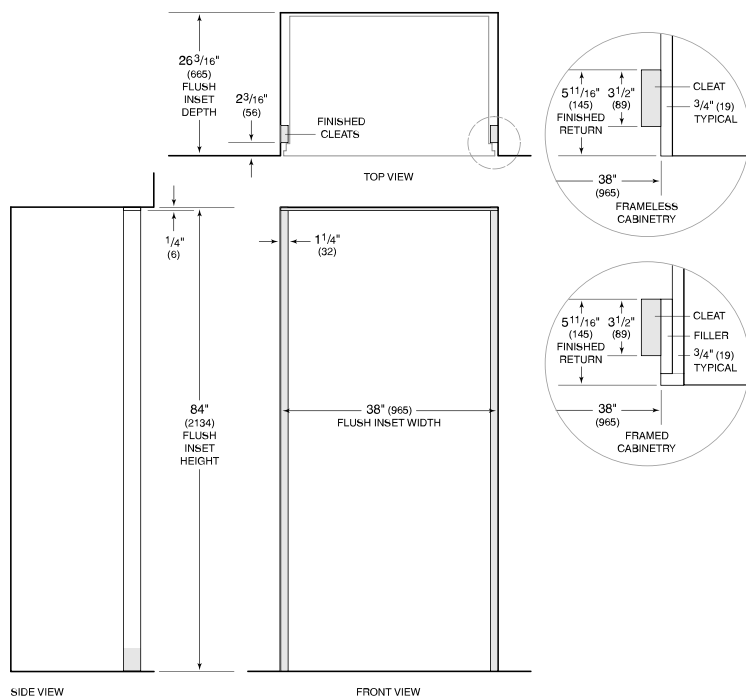 26 3/16"
(665)
FLUSH
INSET
DEPTH
2 3/16"
(56)
FINISHED
CLEATS
TOP VIEW
5 11/16"
(145)
FINISHED
RETURN
3 1/2"
(89)
CLEAT
3/4" (19)
TYPICAL
38"
(965)
FRAMELESS
CABINETRY
1/4"
(6)
1 1/4"
(32)
5 11/16"
(145)
FINISHED
RETURN
3 1/2"
(89)
CLEAT
FILLER
3/4" (19)
TYPICAL
38"
(965)
FRAMED
CABINETRY
84"
(2134)
FLUSH
INSET
HEIGHT
38" (965)
FLUSH INSET WIDTH
SIDE VIEW
FRONT VIEW